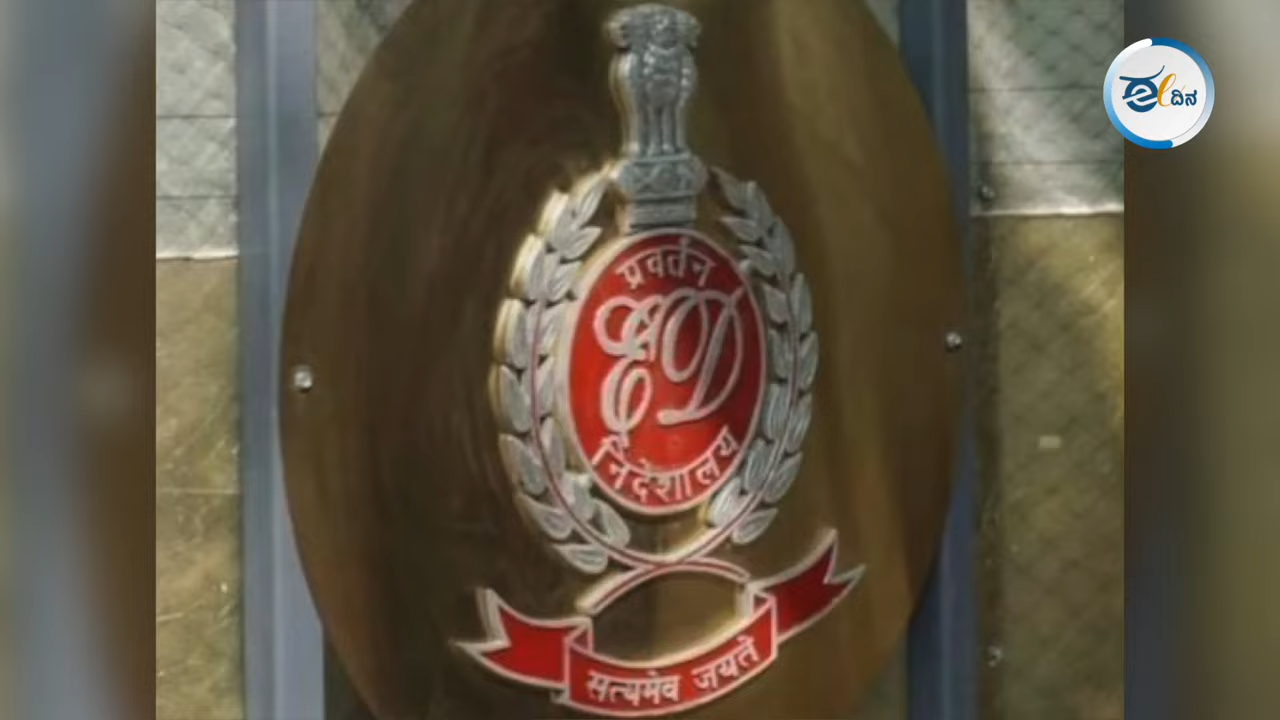 प्रवर्तन
ED
निदेशालय
सत्यमेव जयते
ದಿನ